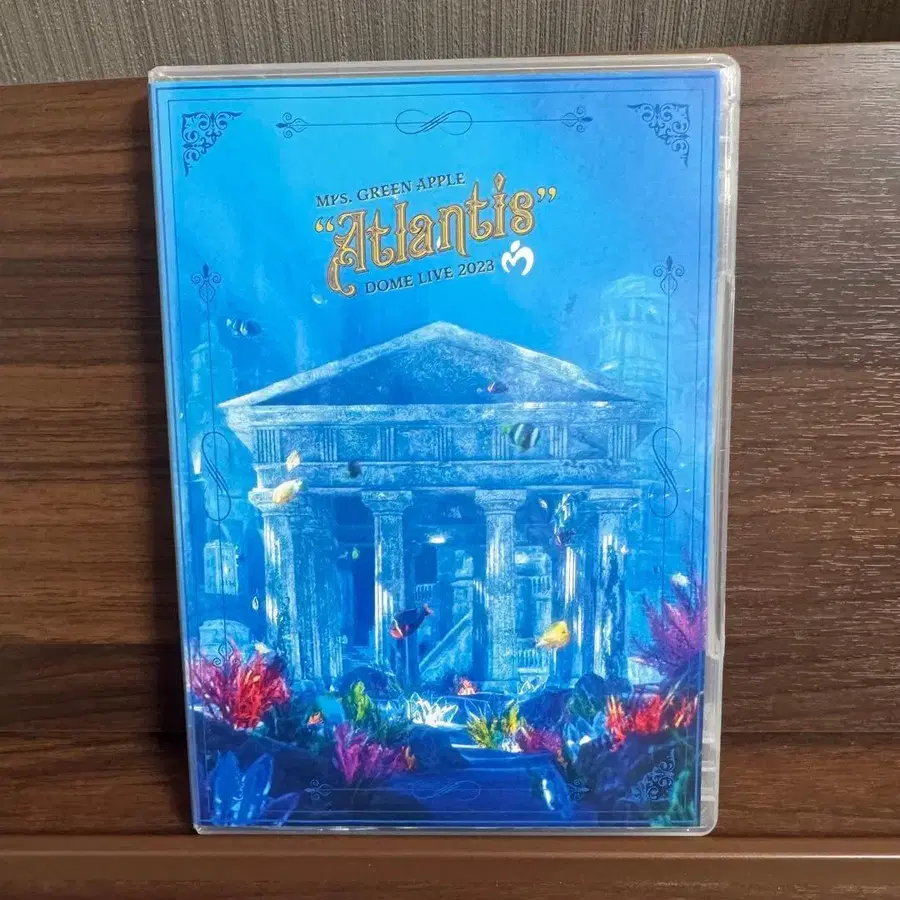 Mrs. GREEN APPLE
“Atlantis”
DOME LIVE 2023